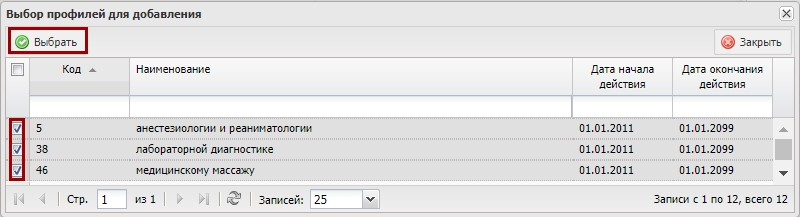 Выбор профилей для добавления
Выбрать Закрыть
Код Наименование Дата начала действия Дата окончания действия
5 анестезиологии и реаниматологии 01.01.2011 01.01.2099
38 лабораторной диагностике 01.01.2011 01.01.2099
46 медицинскому массажу 01.01.2011 01.01.2099
Стр. 1 из 1 Записей: 25 Записи с 1 по 12, всего 12